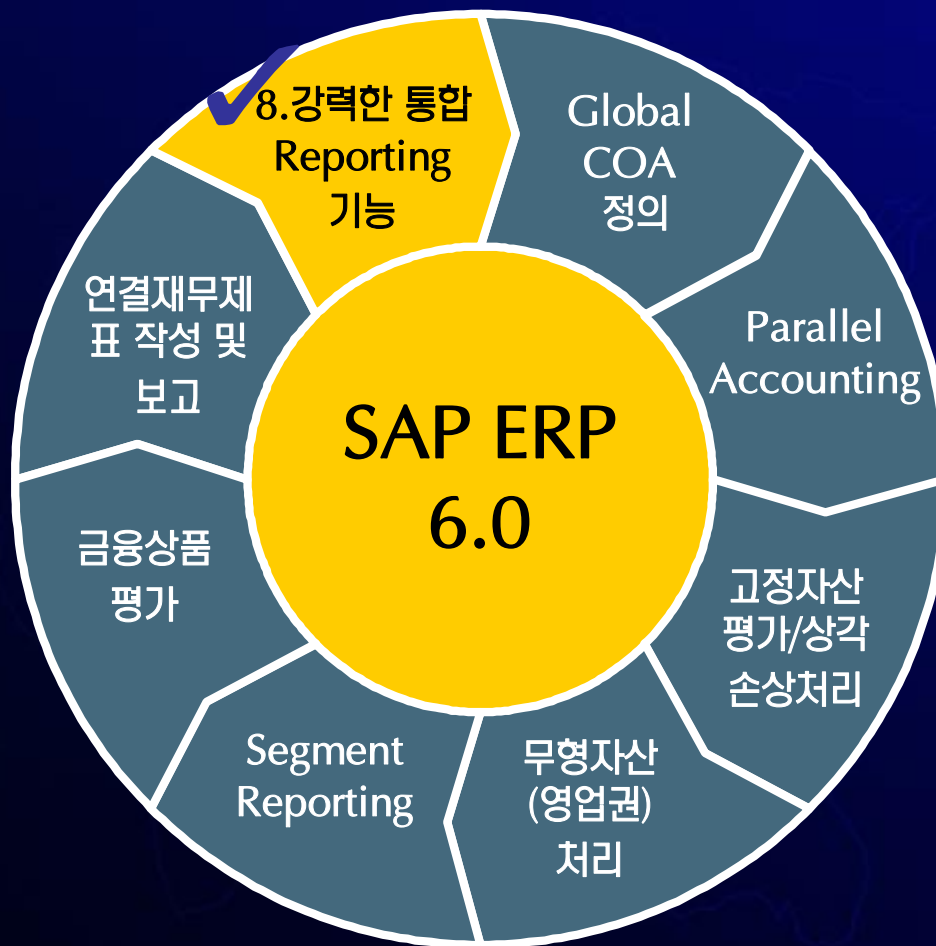 8.강력한 통합
Reporting
기능
Global
COA
정의
Parallel
Accounting
고정자산
평가/상각
손상처리
무형자산
(영업권)
처리
Segment
Reporting
금융상품
평가
연결재무제
표 작성 및
보고
SAP ERP
6.0